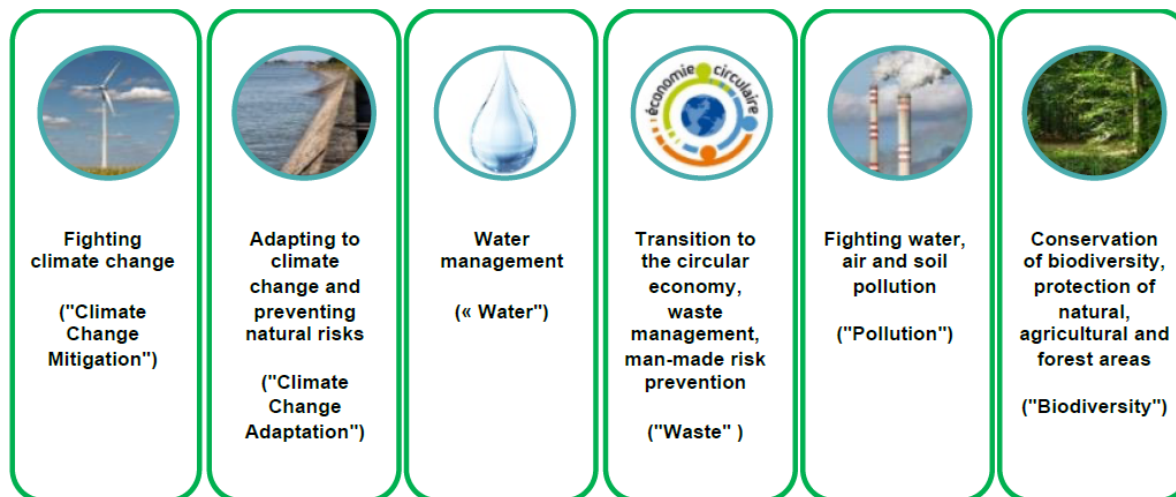 Fighting
climate change
("Climate
Change
Mitigation")
Adapting to
climate
change and
preventing
natural risks
("Climate
Change
Adaptation")
Water
management
(« Water")
économie circulaire
Transition to
the circular
economy,
waste
management,
man-made risk
prevention
("Waste" )
Fighting water,
air and soil
pollution
("Pollution")
Conservation
of biodiversity,
protection of
natural,
agricultural and
forest areas
("Biodiversity")